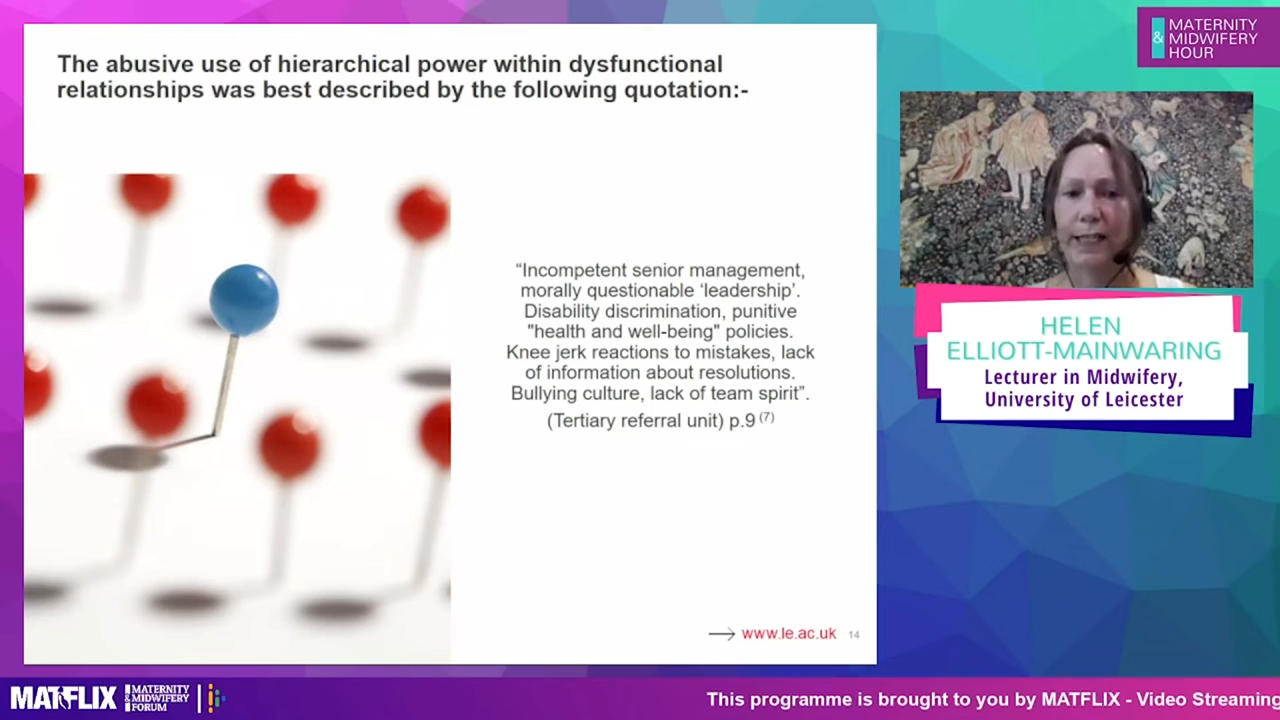 The abusive use of hierarchical power within dysfunctional
relationships was best described by the following quotation:-
“Incompetent senior management,
morally questionable ‘leadership’.
Disability discrimination, punitive
"health and well-being" policies.
Knee jerk reactions to mistakes, lack
of information about resolutions.
Bullying culture, lack of team spirit”.
(Tertiary referral unit) p.9 (7)
www.le.ac.uk 14
MATERNITY
& MIDWIFERY
HOUR
HELEN
ELLIOTT-MAINWARING
Lecturer in Midwifery,
University of Leicester
MATFLIX
MATERNITY
& MIDWIFERY
FORUM
This programme is brought to you by MATFLIX - Video Streaming